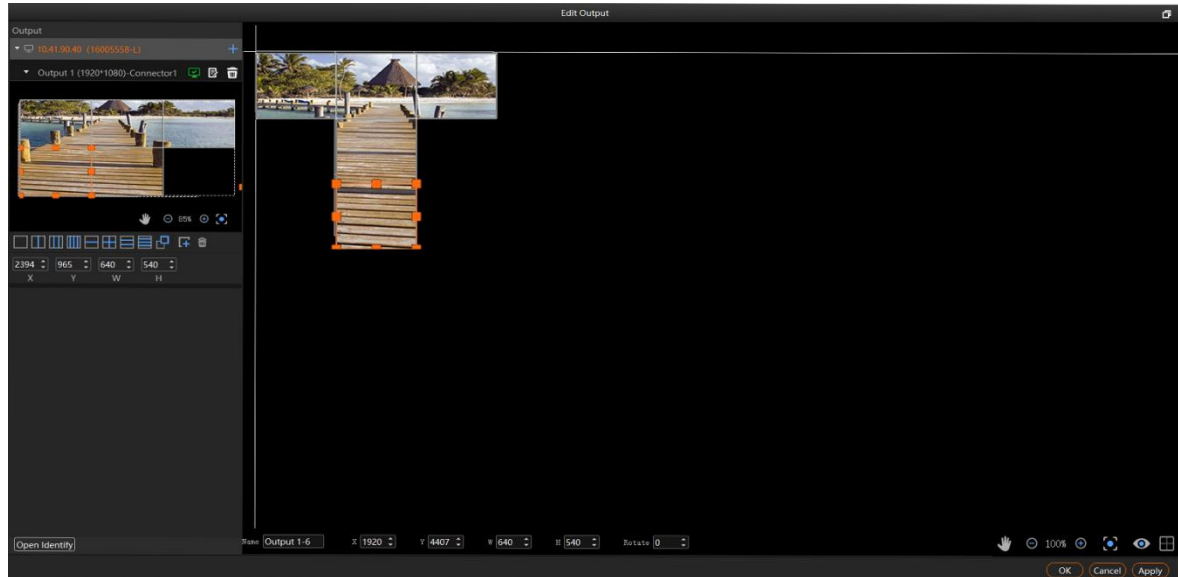 Edit Output
Output
10.41.90.40 (16005558-L)
Output 1 (1920*1080)-Connector1
85%
2394 965 640 540
X Y W H
Open Identify
Name Output 1-6 X 1920 Y 4407 W 640 H 540 Rotate 0
100%
OK Cancel Apply